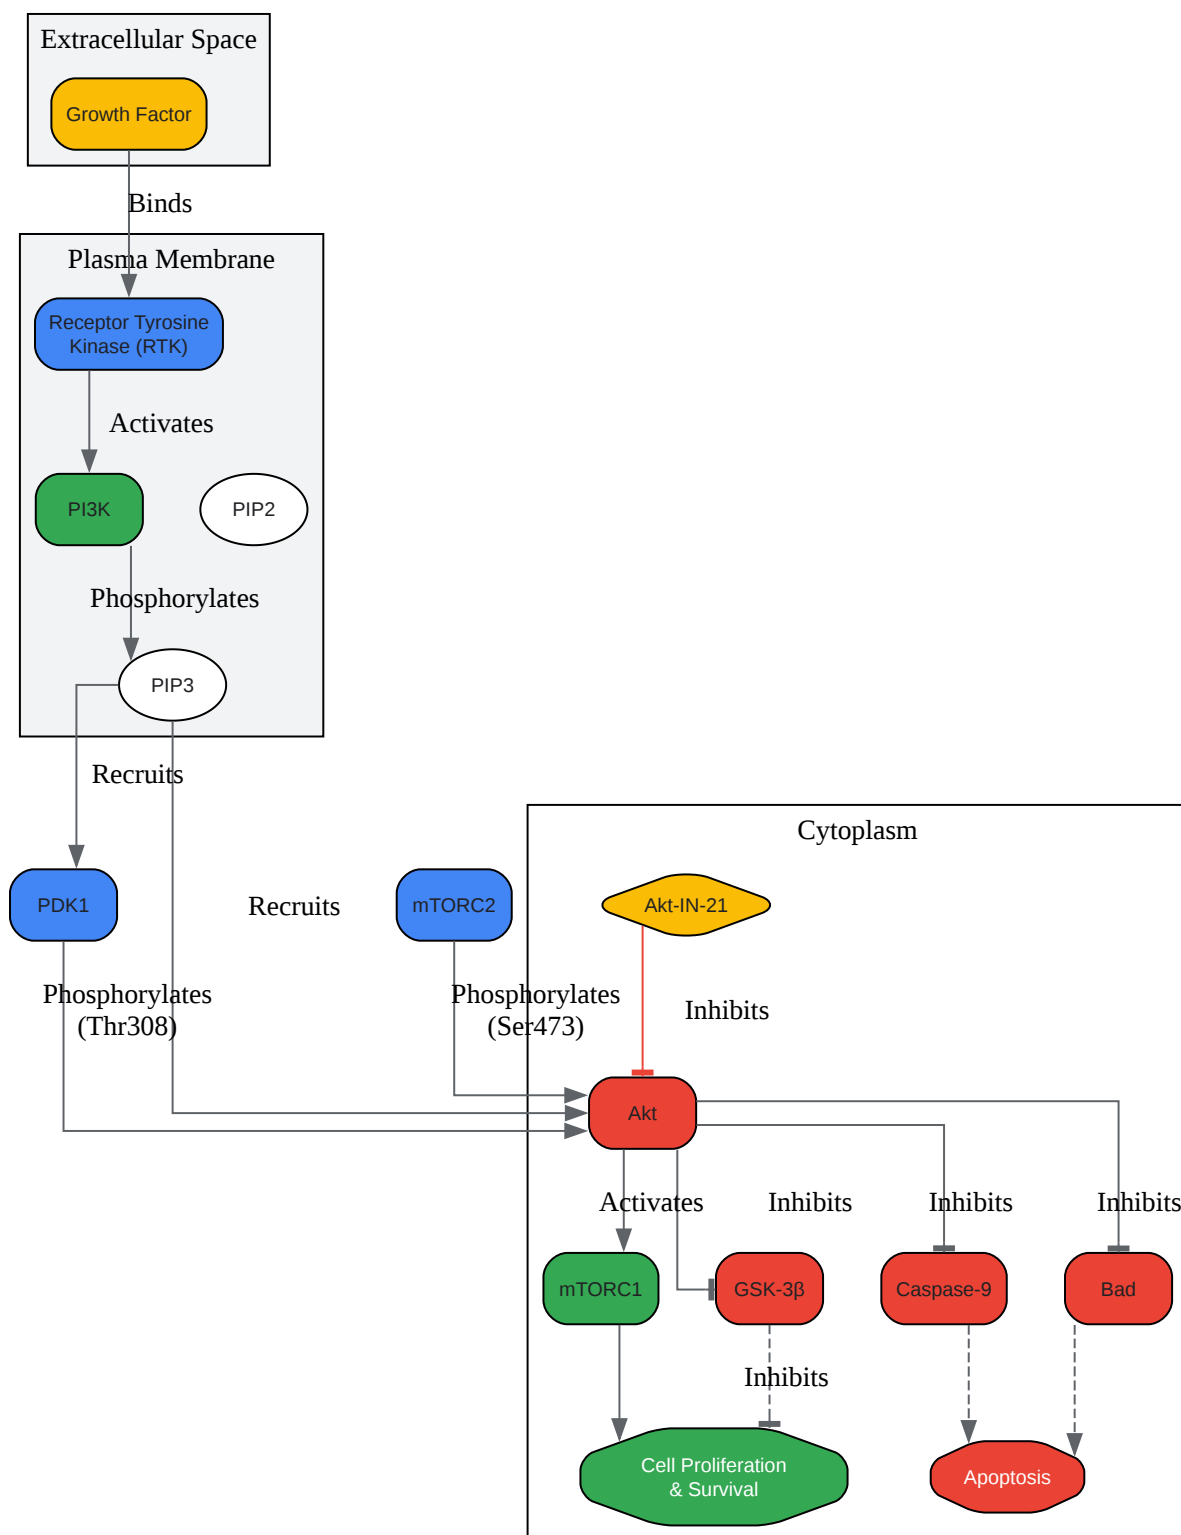 Extracellular Space
Growth Factor
Binds
Plasma Membrane
Receptor Tyrosine
Kinase (RTK)
Activates
PI3K
PIP2
Phosphorylates
PIP3
Recruits
Cytoplasm
PDK1
Recruits
mTORC2
Akt-IN-21
Phosphorylates
(Thr308)
Phosphorylates
(Ser473)
Inhibits
Akt
Activates
Inhibits
Inhibits
Inhibits
mTORC1
GSK-3β
Caspase-9
Bad
Inhibits
Cell Proliferation
& Survival
Apoptosis